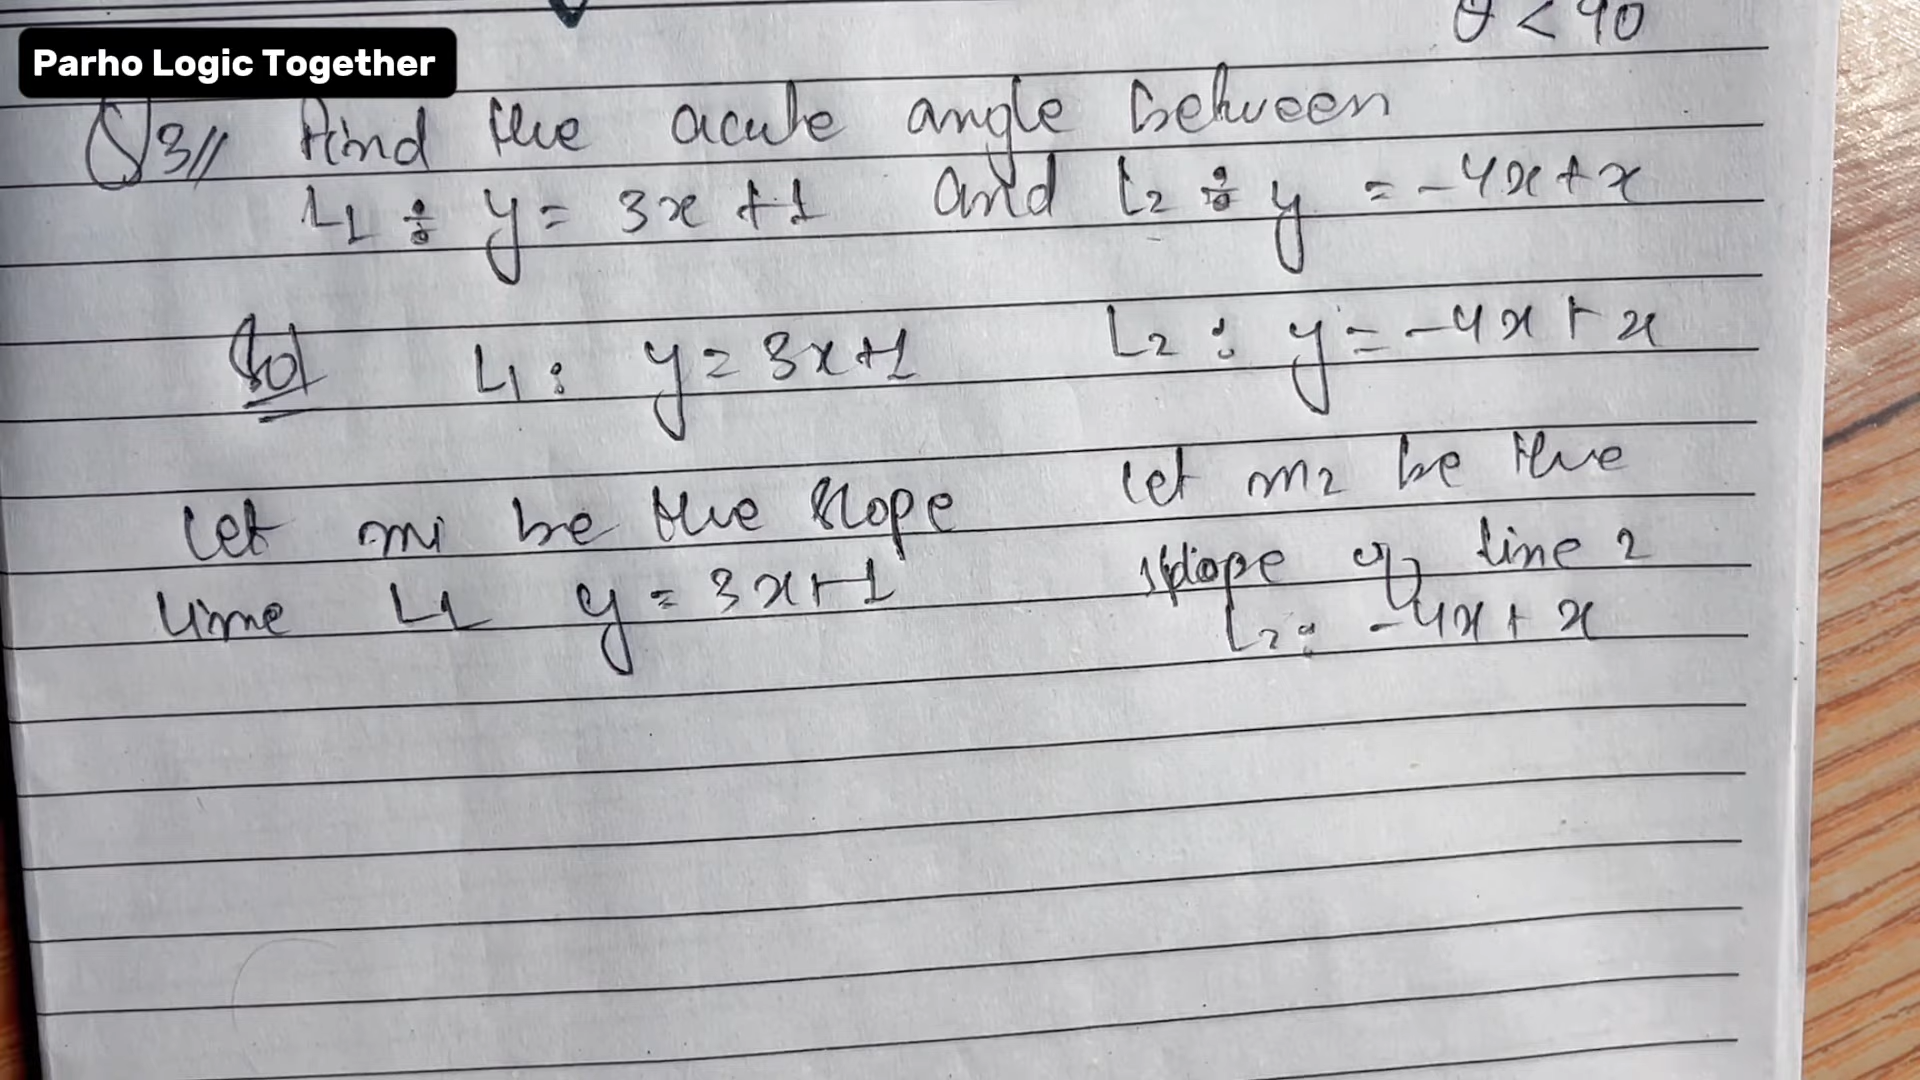 θ < 90
Parho Logic Together
Q3// Find the acute angle between
L1 : y = 3x + 1 and L2 : y = -4x + x
Sol L1 : y = 3x + 1 L2 : y = -4x + x
let m1 be the slope
line L1 y = 3x + 1
let m2 be the
slope of line 2
L2 : -4x + x